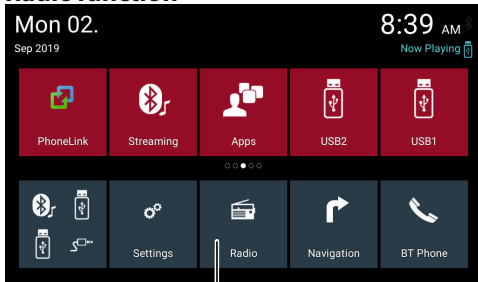 Radio function
Mon 02.
8:39 AM
Sep 2019
Now Playing
PhoneLink
Streaming
Apps
USB2
USB1
Settings
Radio
Navigation
BT Phone